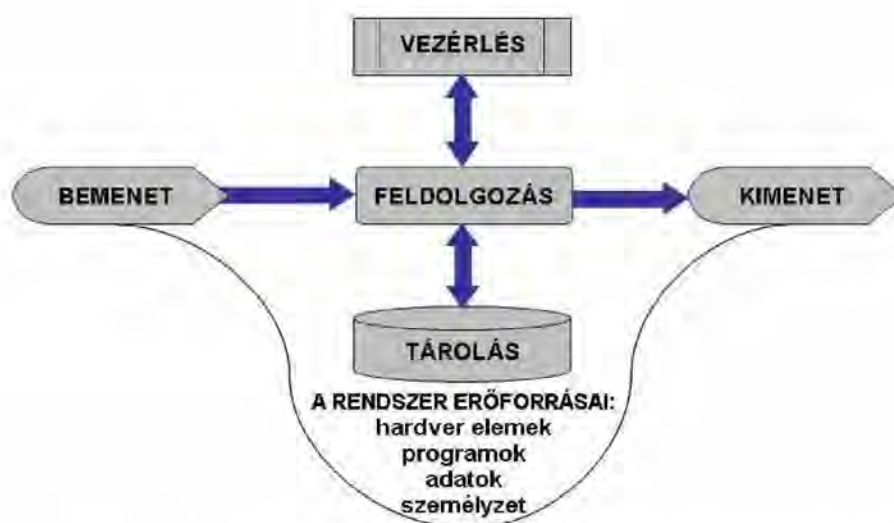 VEZÉRLÉS
BEMENET
FELDOLGOZÁS
KIMENET
TÁROLÁS
A RENDSZER ERŐFORRÁSAI:
hardver elemek
programok
adatok
személyzet